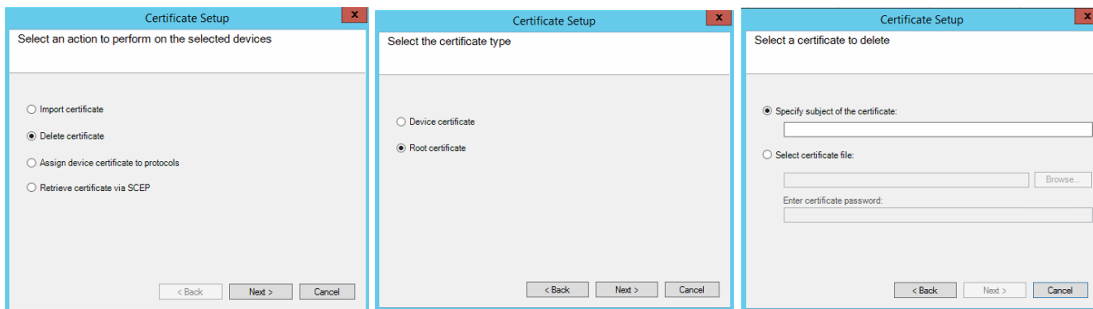 Certificate Setup
x
Select an action to perform on the selected devices
Import certificate
Delete certificate
Assign device certificate to protocols
Retrieve certificate via SCEP
< Back Next > Cancel
Certificate Setup
x
Select the certificate type
Device certificate
Root certificate
< Back Next > Cancel
Certificate Setup
x
Select a certificate to delete
Specify subject of the certificate:
Select certificate file:
Browse...
Enter certificate password:
< Back Next > Cancel